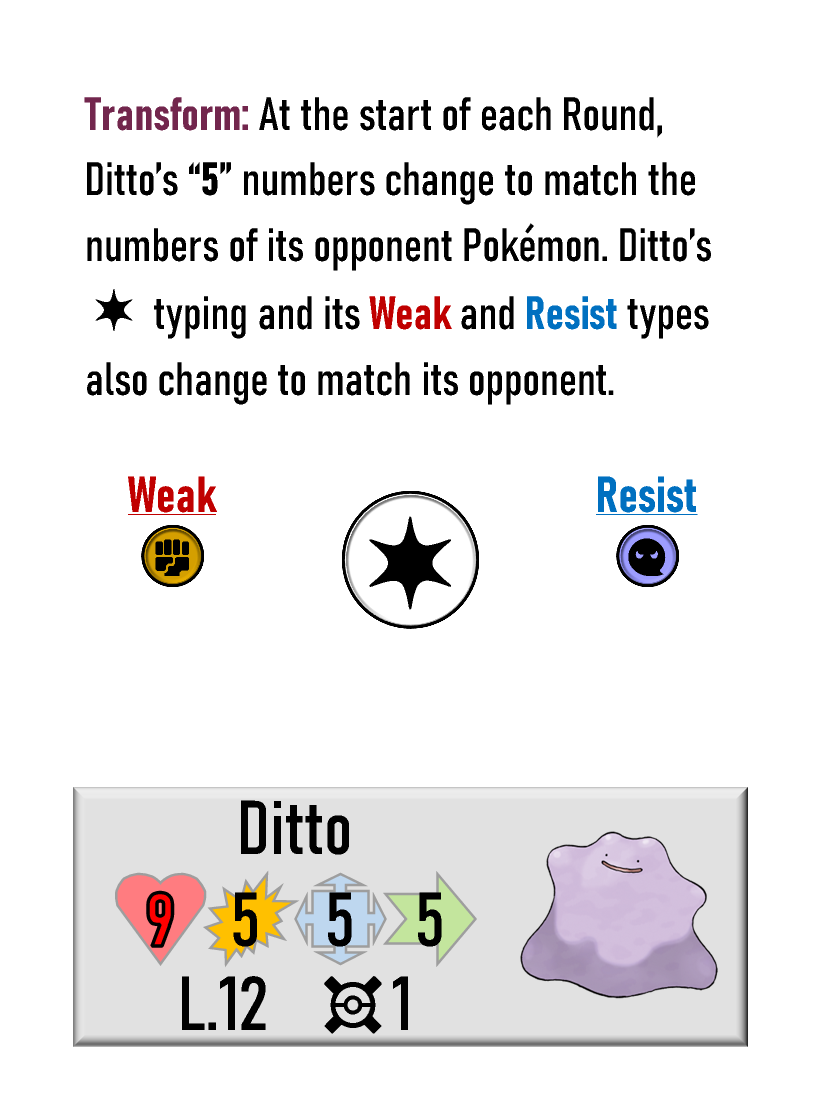 Transform: At the start of each Round,
Ditto's “5” numbers change to match the
numbers of its opponent Pokémon. Ditto's
typing and its Weak and Resist types
also change to match its opponent.
Weak
Resist
Ditto
9 5 5 5
L.12 1